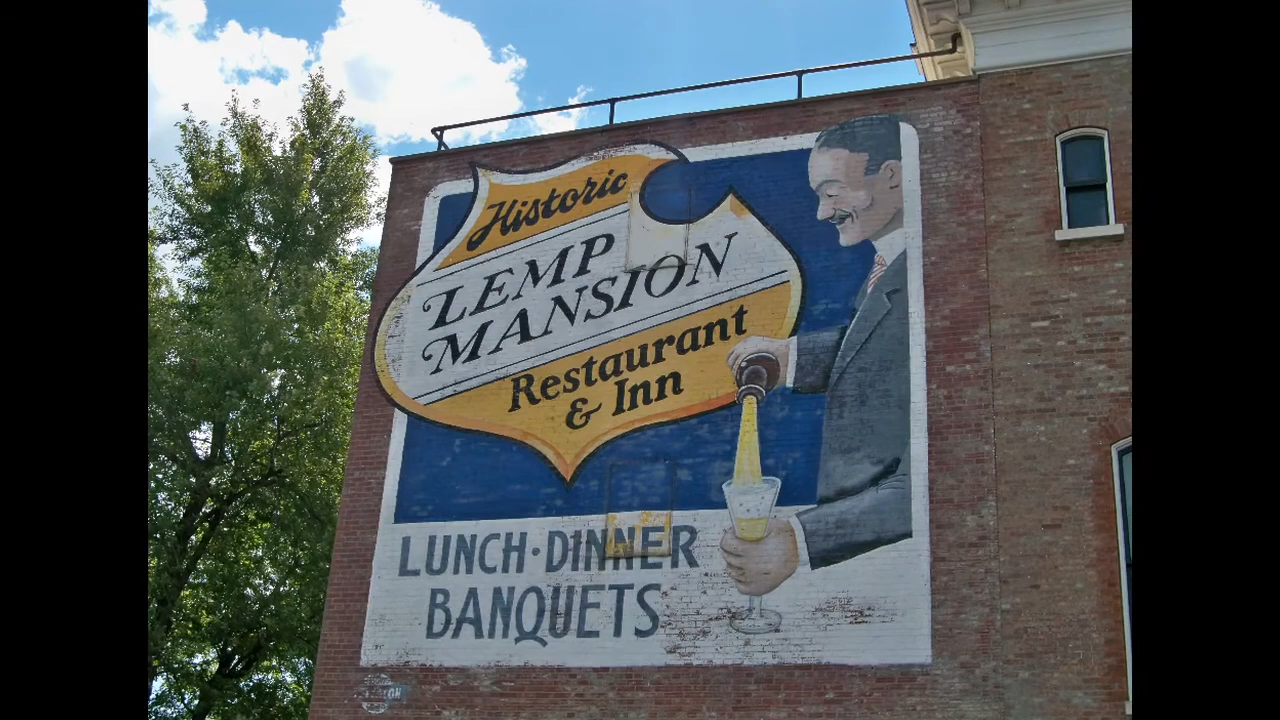 Historic
LEMP
MANSION
Restaurant
& Inn
LUNCH·DINNER
BANQUETS